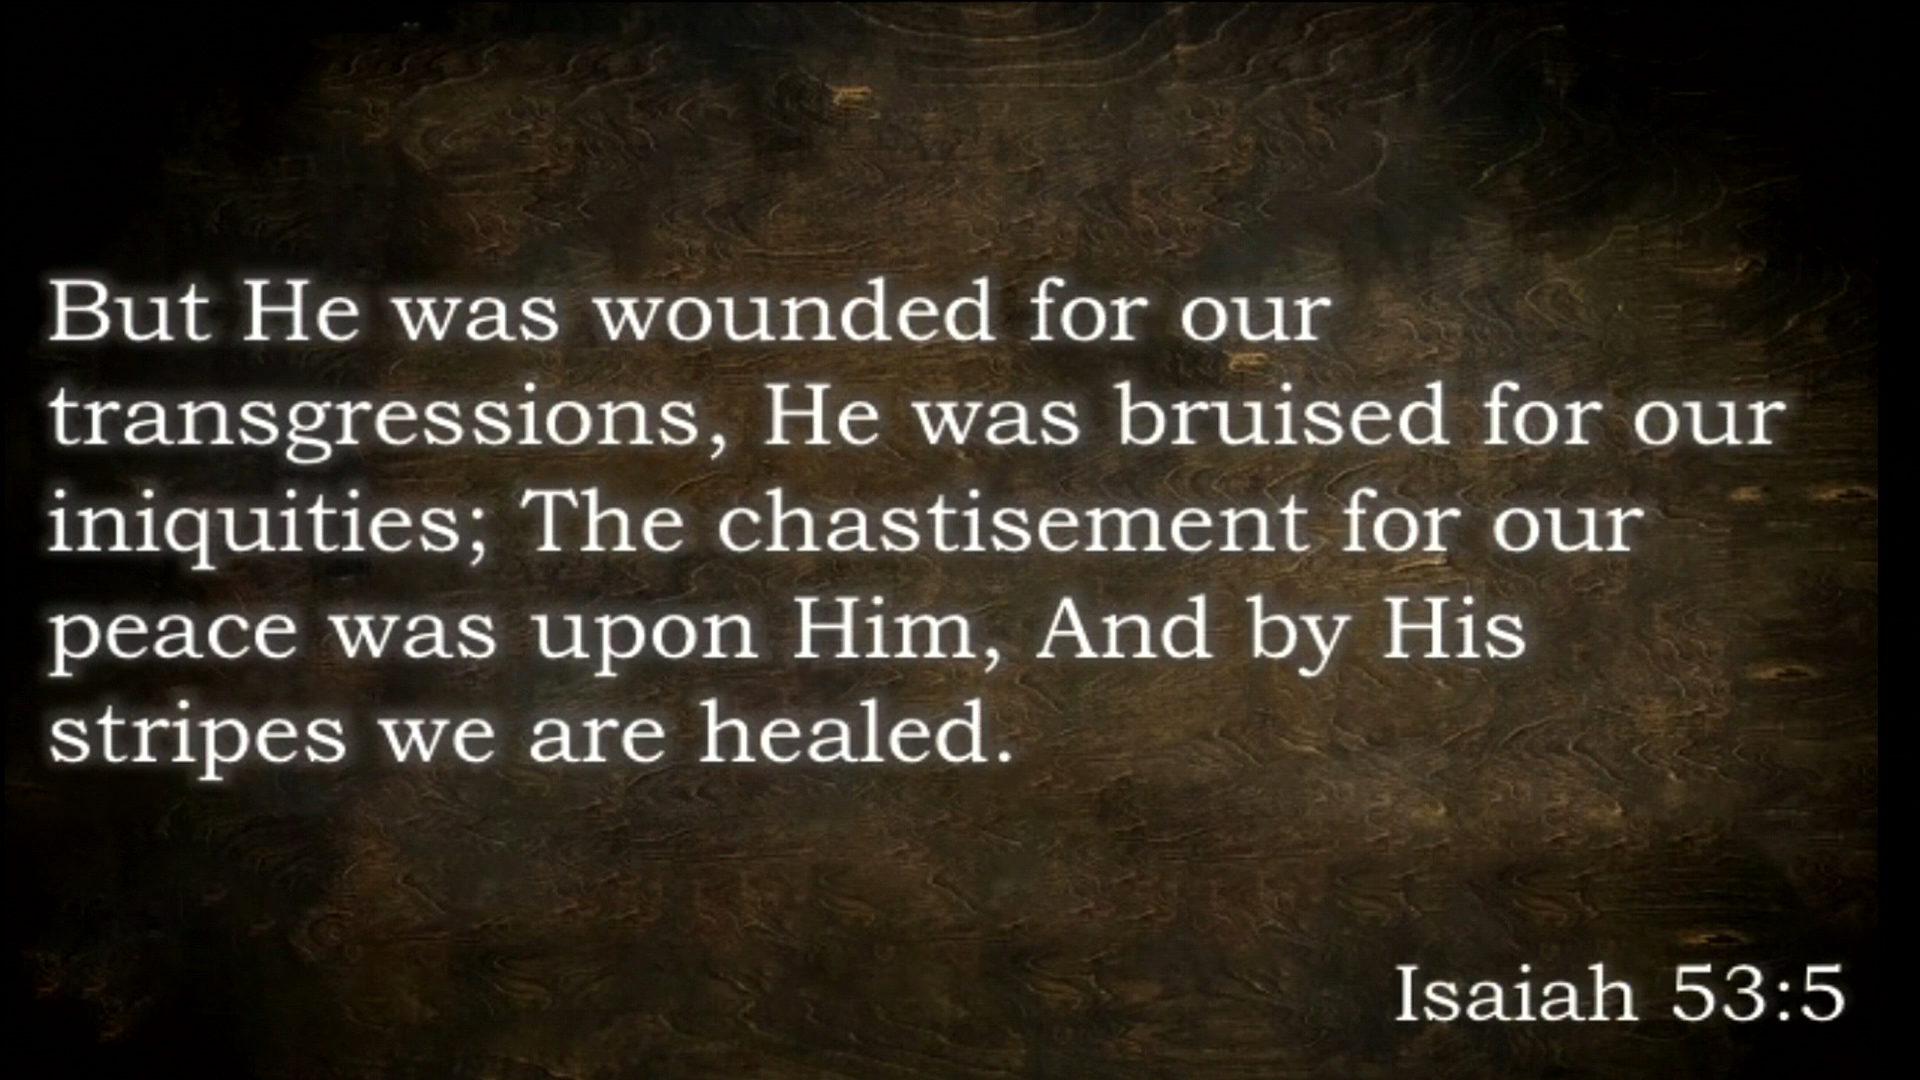 But He was wounded for our
transgressions, He was bruised for our
iniquities; The chastisement for our
peace was upon Him, And by His
stripes we are healed.
Isaiah 53:5